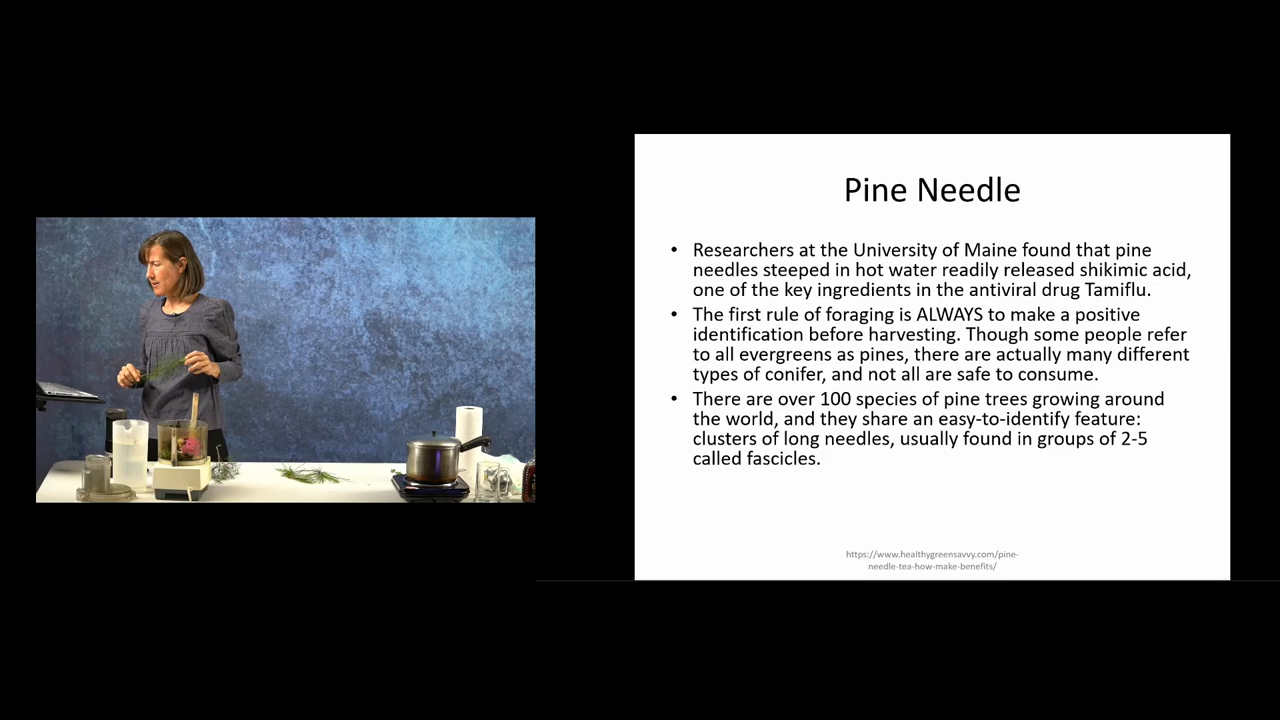 Pine Needle
• Researchers at the University of Maine found that pine
needles steeped in hot water readily released shikimic acid,
one of the key ingredients in the antiviral drug Tamiflu.
• The first rule of foraging is ALWAYS to make a positive
identification before harvesting. Though some people refer
to all evergreens as pines, there are actually many different
types of conifer, and not all are safe to consume.
• There are over 100 species of pine trees growing around
the world, and they share an easy-to-identify feature:
clusters of long needles, usually found in groups of 2-5
called fascicles.
https://www.healthygreensavvy.com/pine-
needle-tea-how-make-benefits/